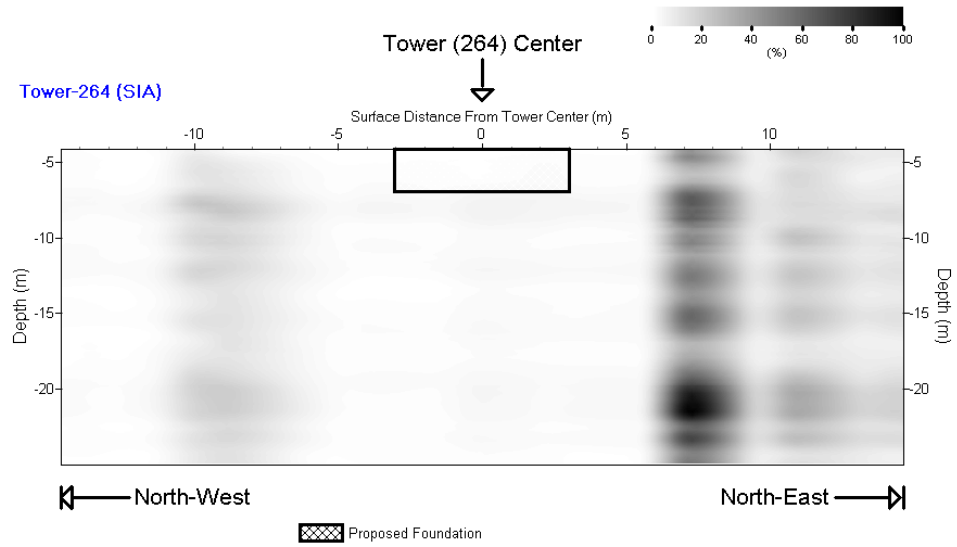 0 20 40 60 80 100
(%)
Tower (264) Center
Tower-264 (SIA)
Surface Distance From Tower Center (m)
-10 -5 0 5 10
-5 -5
-10 -10
-15 -15
-20 -20
Depth (m)
Depth (m)
North-West North-East
Proposed Foundation